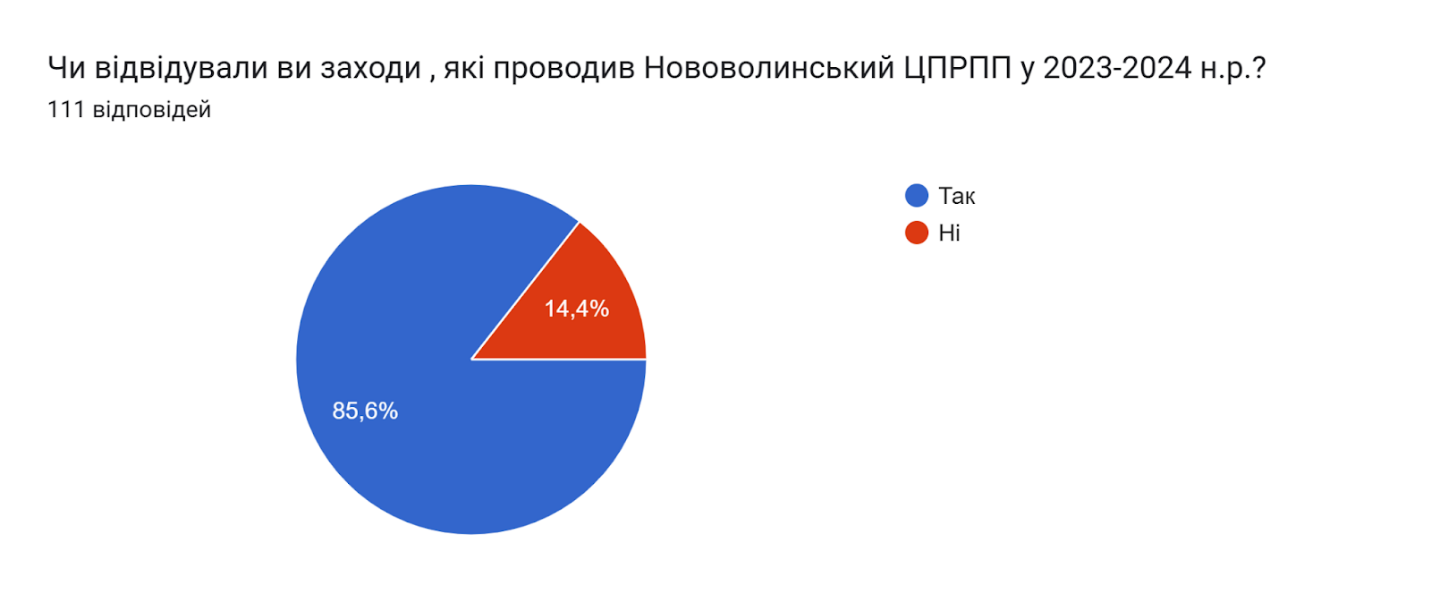 Чи відвідували ви заходи , які проводив Нововолинський ЦПРПП у 2023-2024 н.р.?
111 відповідей
Так
Ні
14,4%
85,6%